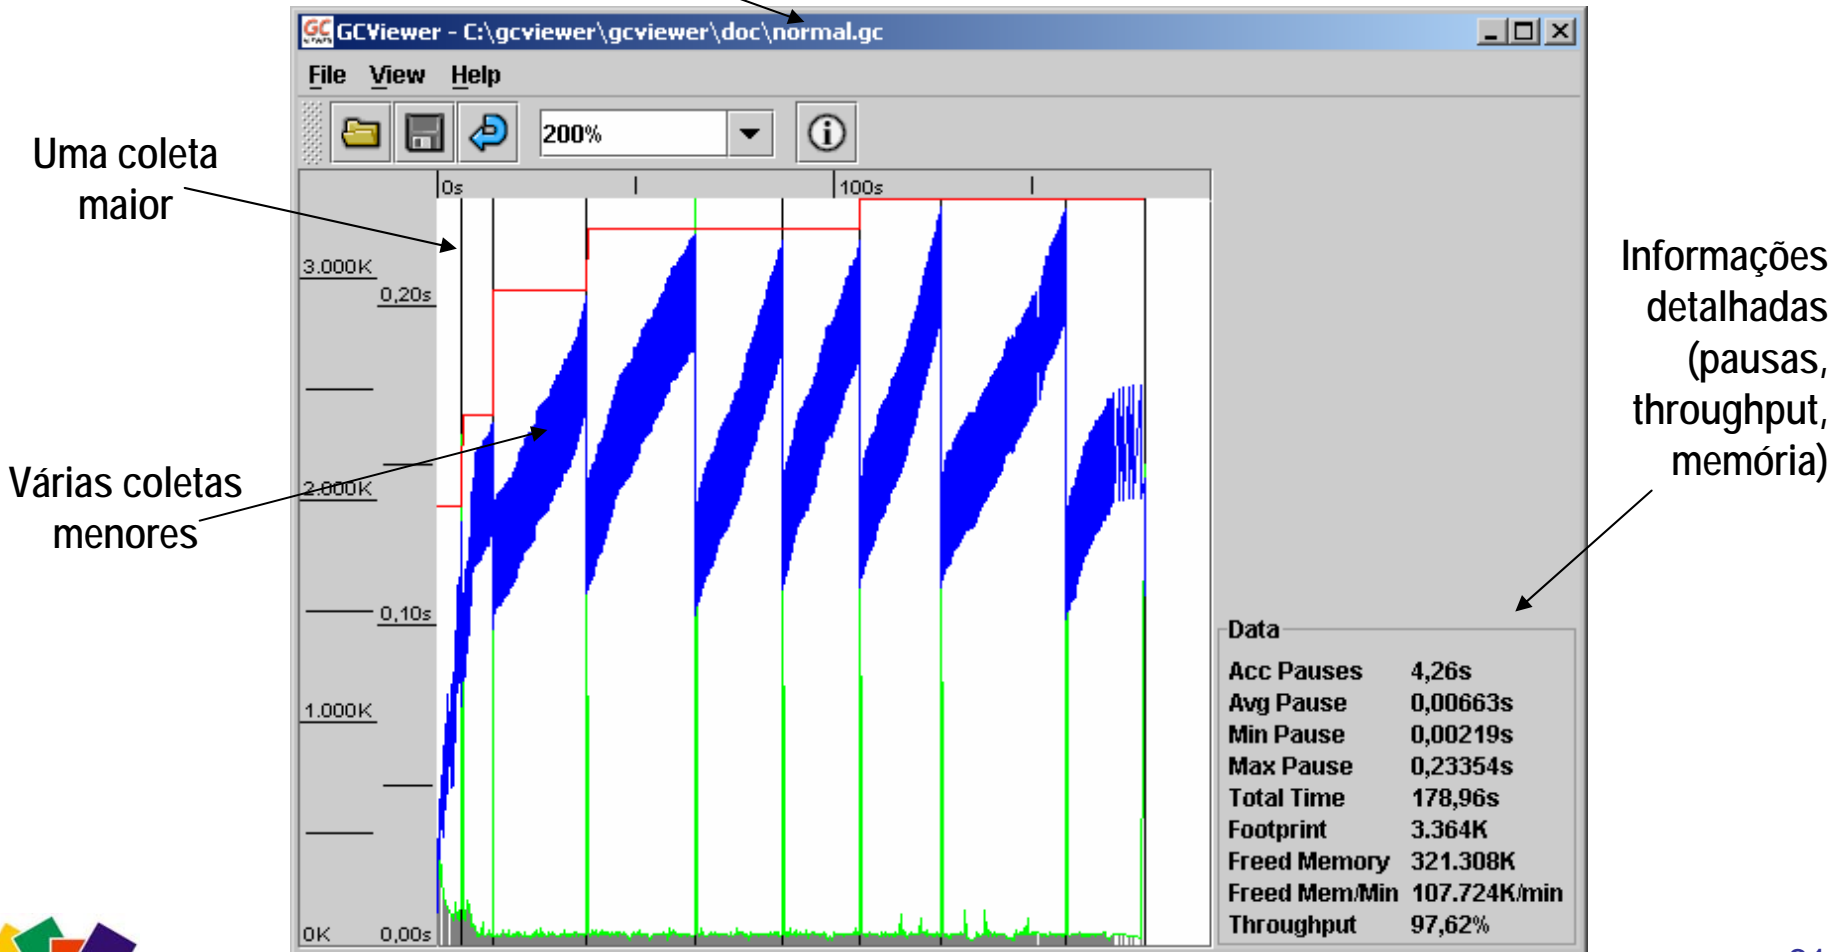 GCViewer - C:\gcviewer\gcviewer\doc\normal.gc
File View Help
200%
Uma coleta
maior
0s
100s
3.000K
0,20s
Informações
detalhadas
(pausas,
throughput,
memória)
Várias coletas
menores
2.000K
0,10s
1.000K
0K
0,00s
Data
Acc Pauses 4,26s
Avg Pause 0,00663s
Min Pause 0,00219s
Max Pause 0,23354s
Total Time 178,96s
Footprint 3.364K
Freed Memory 321.308K
Freed Mem/Min 107.724K/min
Throughput 97,62%